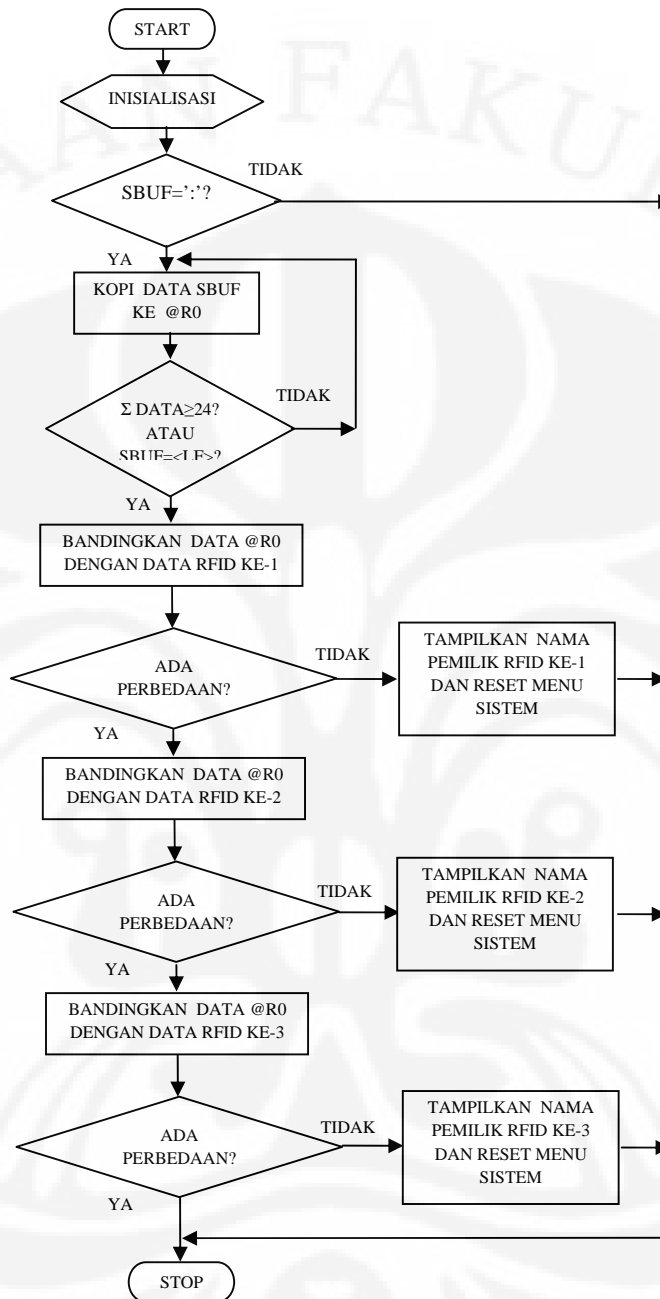 START
INISIALISASI
TIDAK
SBUF=':'?
YA
KOPI DATA SBUF
KE @R0
TIDAK
Σ DATA≥24?
ATAU
SBUF=<LF>?
YA
BANDINGKAN DATA @R0
DENGAN DATA RFID KE-1
ADA
PERBEDAAN?
TIDAK
TAMPILKAN NAMA
PEMILIK RFID KE-1
DAN RESET MENU
SISTEM
YA
BANDINGKAN DATA @R0
DENGAN DATA RFID KE-2
ADA
PERBEDAAN?
TIDAK
TAMPILKAN NAMA
PEMILIK RFID KE-2
DAN RESET MENU
SISTEM
YA
BANDINGKAN DATA @R0
DENGAN DATA RFID KE-3
ADA
PERBEDAAN?
TIDAK
TAMPILKAN NAMA
PEMILIK RFID KE-3
DAN RESET MENU
SISTEM
YA
STOP